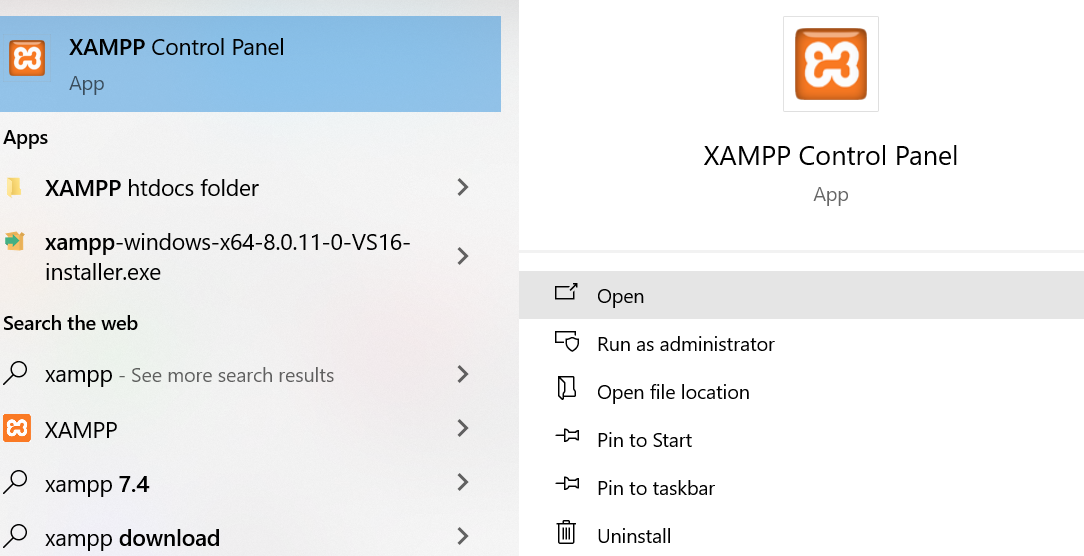 XAMPP Control Panel
App
Apps
XAMPP htdocs folder
xampp-windows-x64-8.0.11-0-VS16-
installer.exe
Search the web
xampp - See more search results
XAMPP
xampp 7.4
xampp download
XAMPP Control Panel
App
Open
Run as administrator
Open file location
Pin to Start
Pin to taskbar
Uninstall